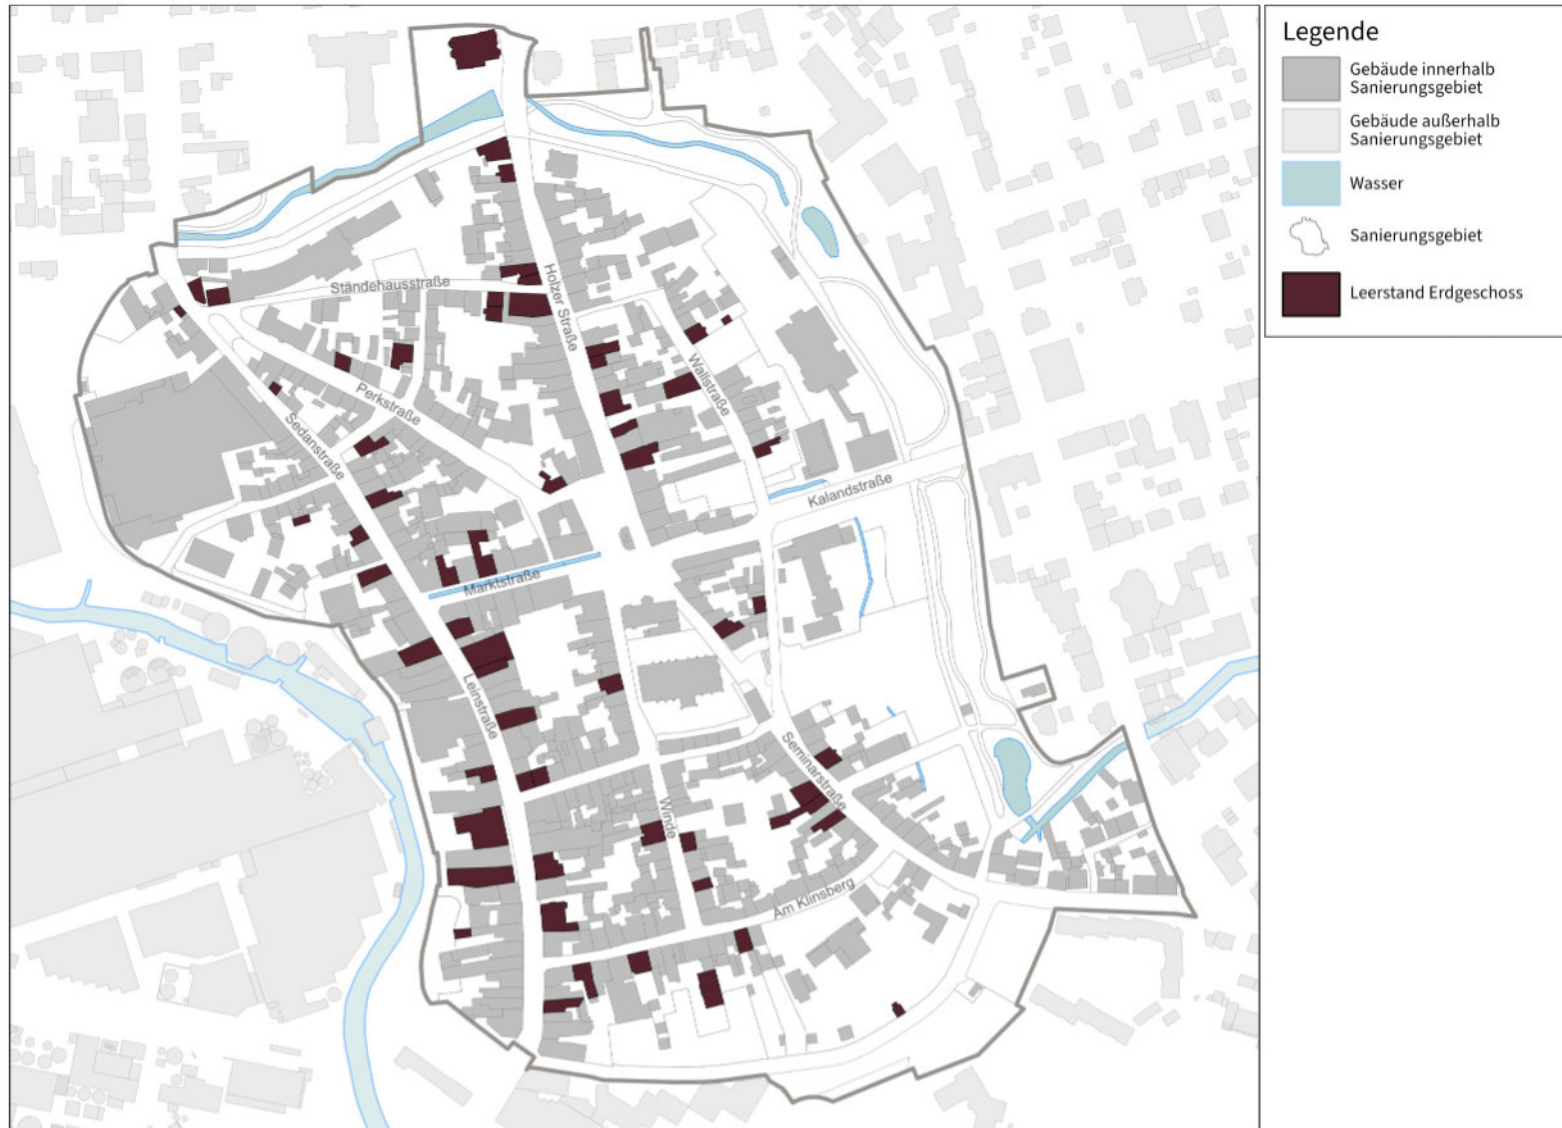 Legende
Gebäude innerhalb
Sanierungsgebiet
Gebäude außerhalb
Sanierungsgebiet
Wasser
Sanierungsgebiet
Leerstand Erdgeschoss
Ständehausstraße
Holzer Straße
Wallstraße
Perkstraße
Sedanstraße
Kalandstraße
Marktstraße
Leinstraße
Seminarstraße
Winde
Am Klinsberg